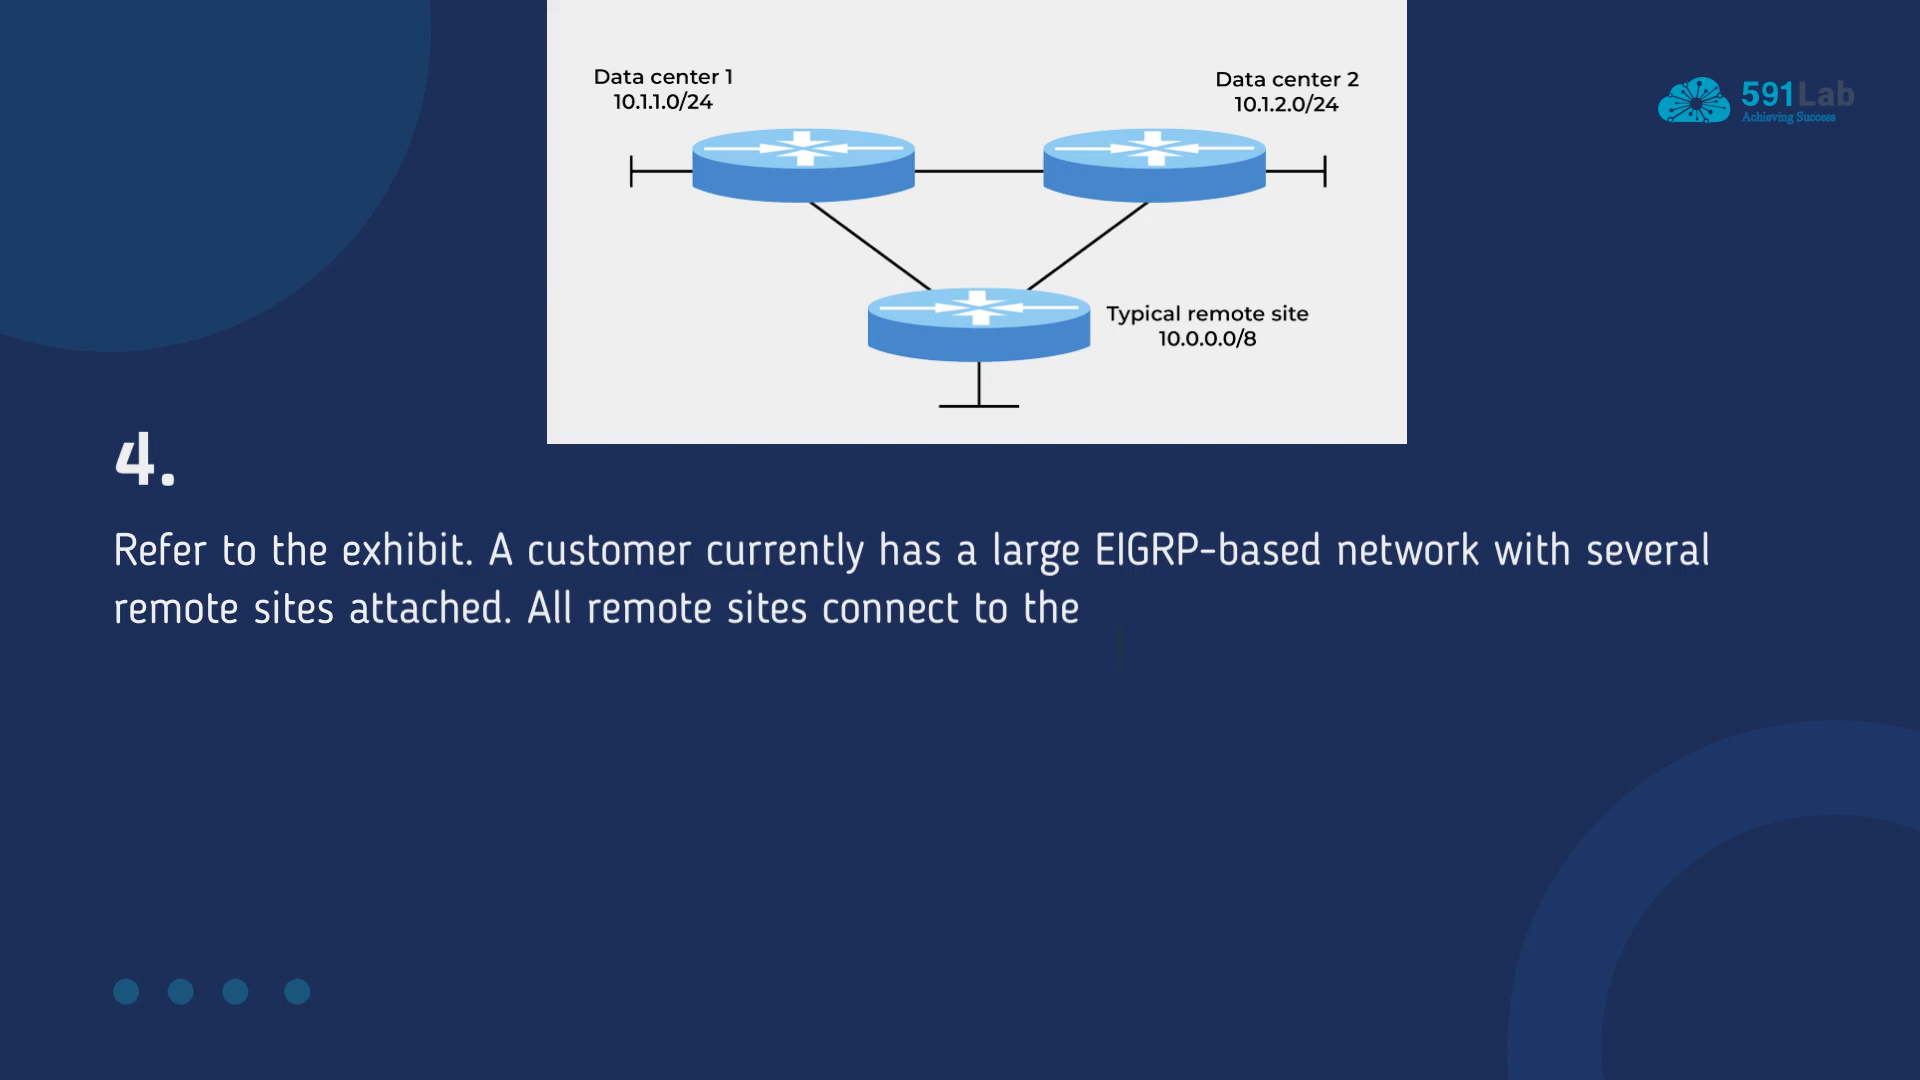 Data center 1
10.1.1.0/24
Data center 2
10.1.2.0/24
591Lab
Achieving Success
Typical remote site
10.0.0.0/8
4.
Refer to the exhibit. A customer currently has a large EIGRP-based network with several
remote sites attached. All remote sites connect to the